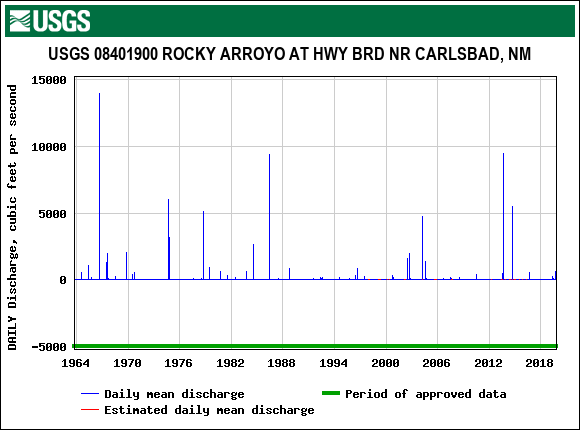 USGS
USGS 08401900 ROCKY ARROYO AT HWY BRD NR CARLSBAD, NM
DAILY Discharge, cubic feet per second
15000
10000
5000
0
-5000
1964 1970 1976 1982 1988 1994 2000 2006 2012 2018
Daily mean discharge
Period of approved data
Estimated daily mean discharge